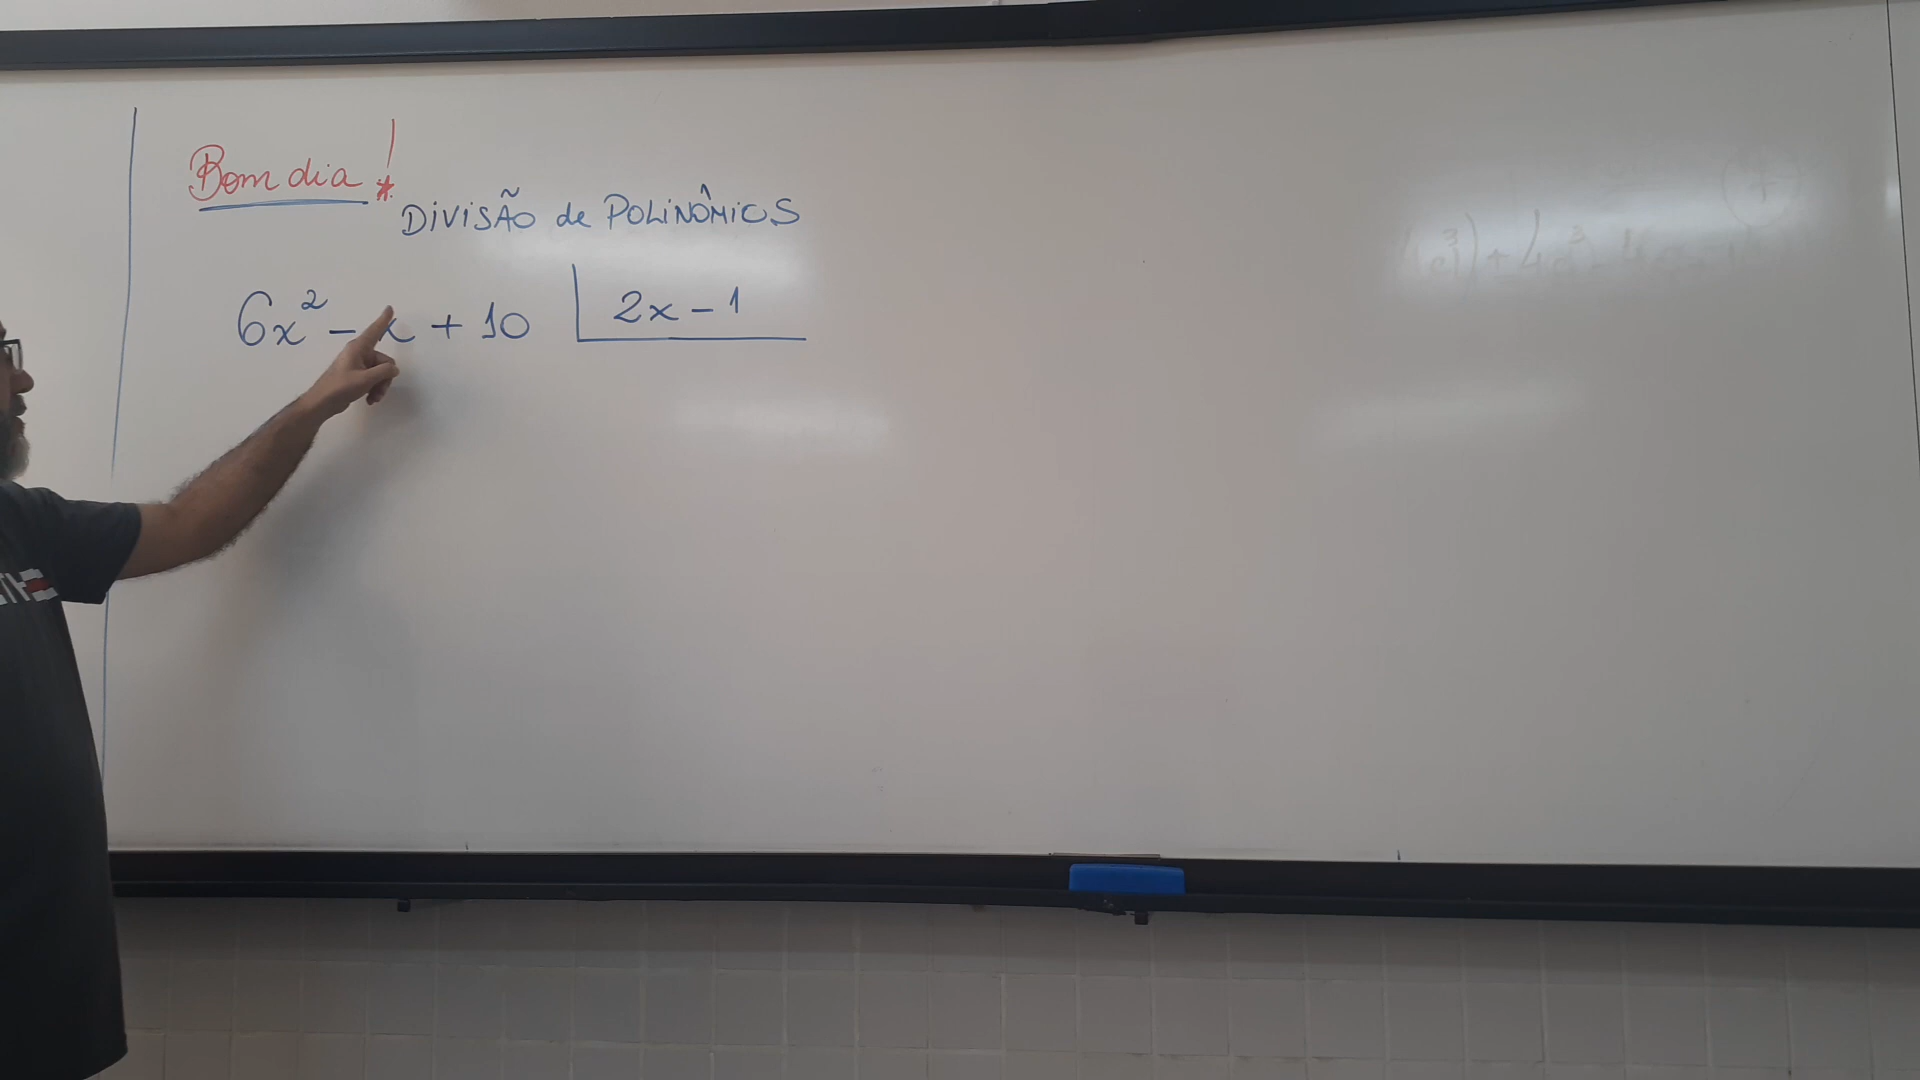 Bom dia!
DIVISÃO de POLINÔMIOS
6x² - x + 10 | 2x - 1